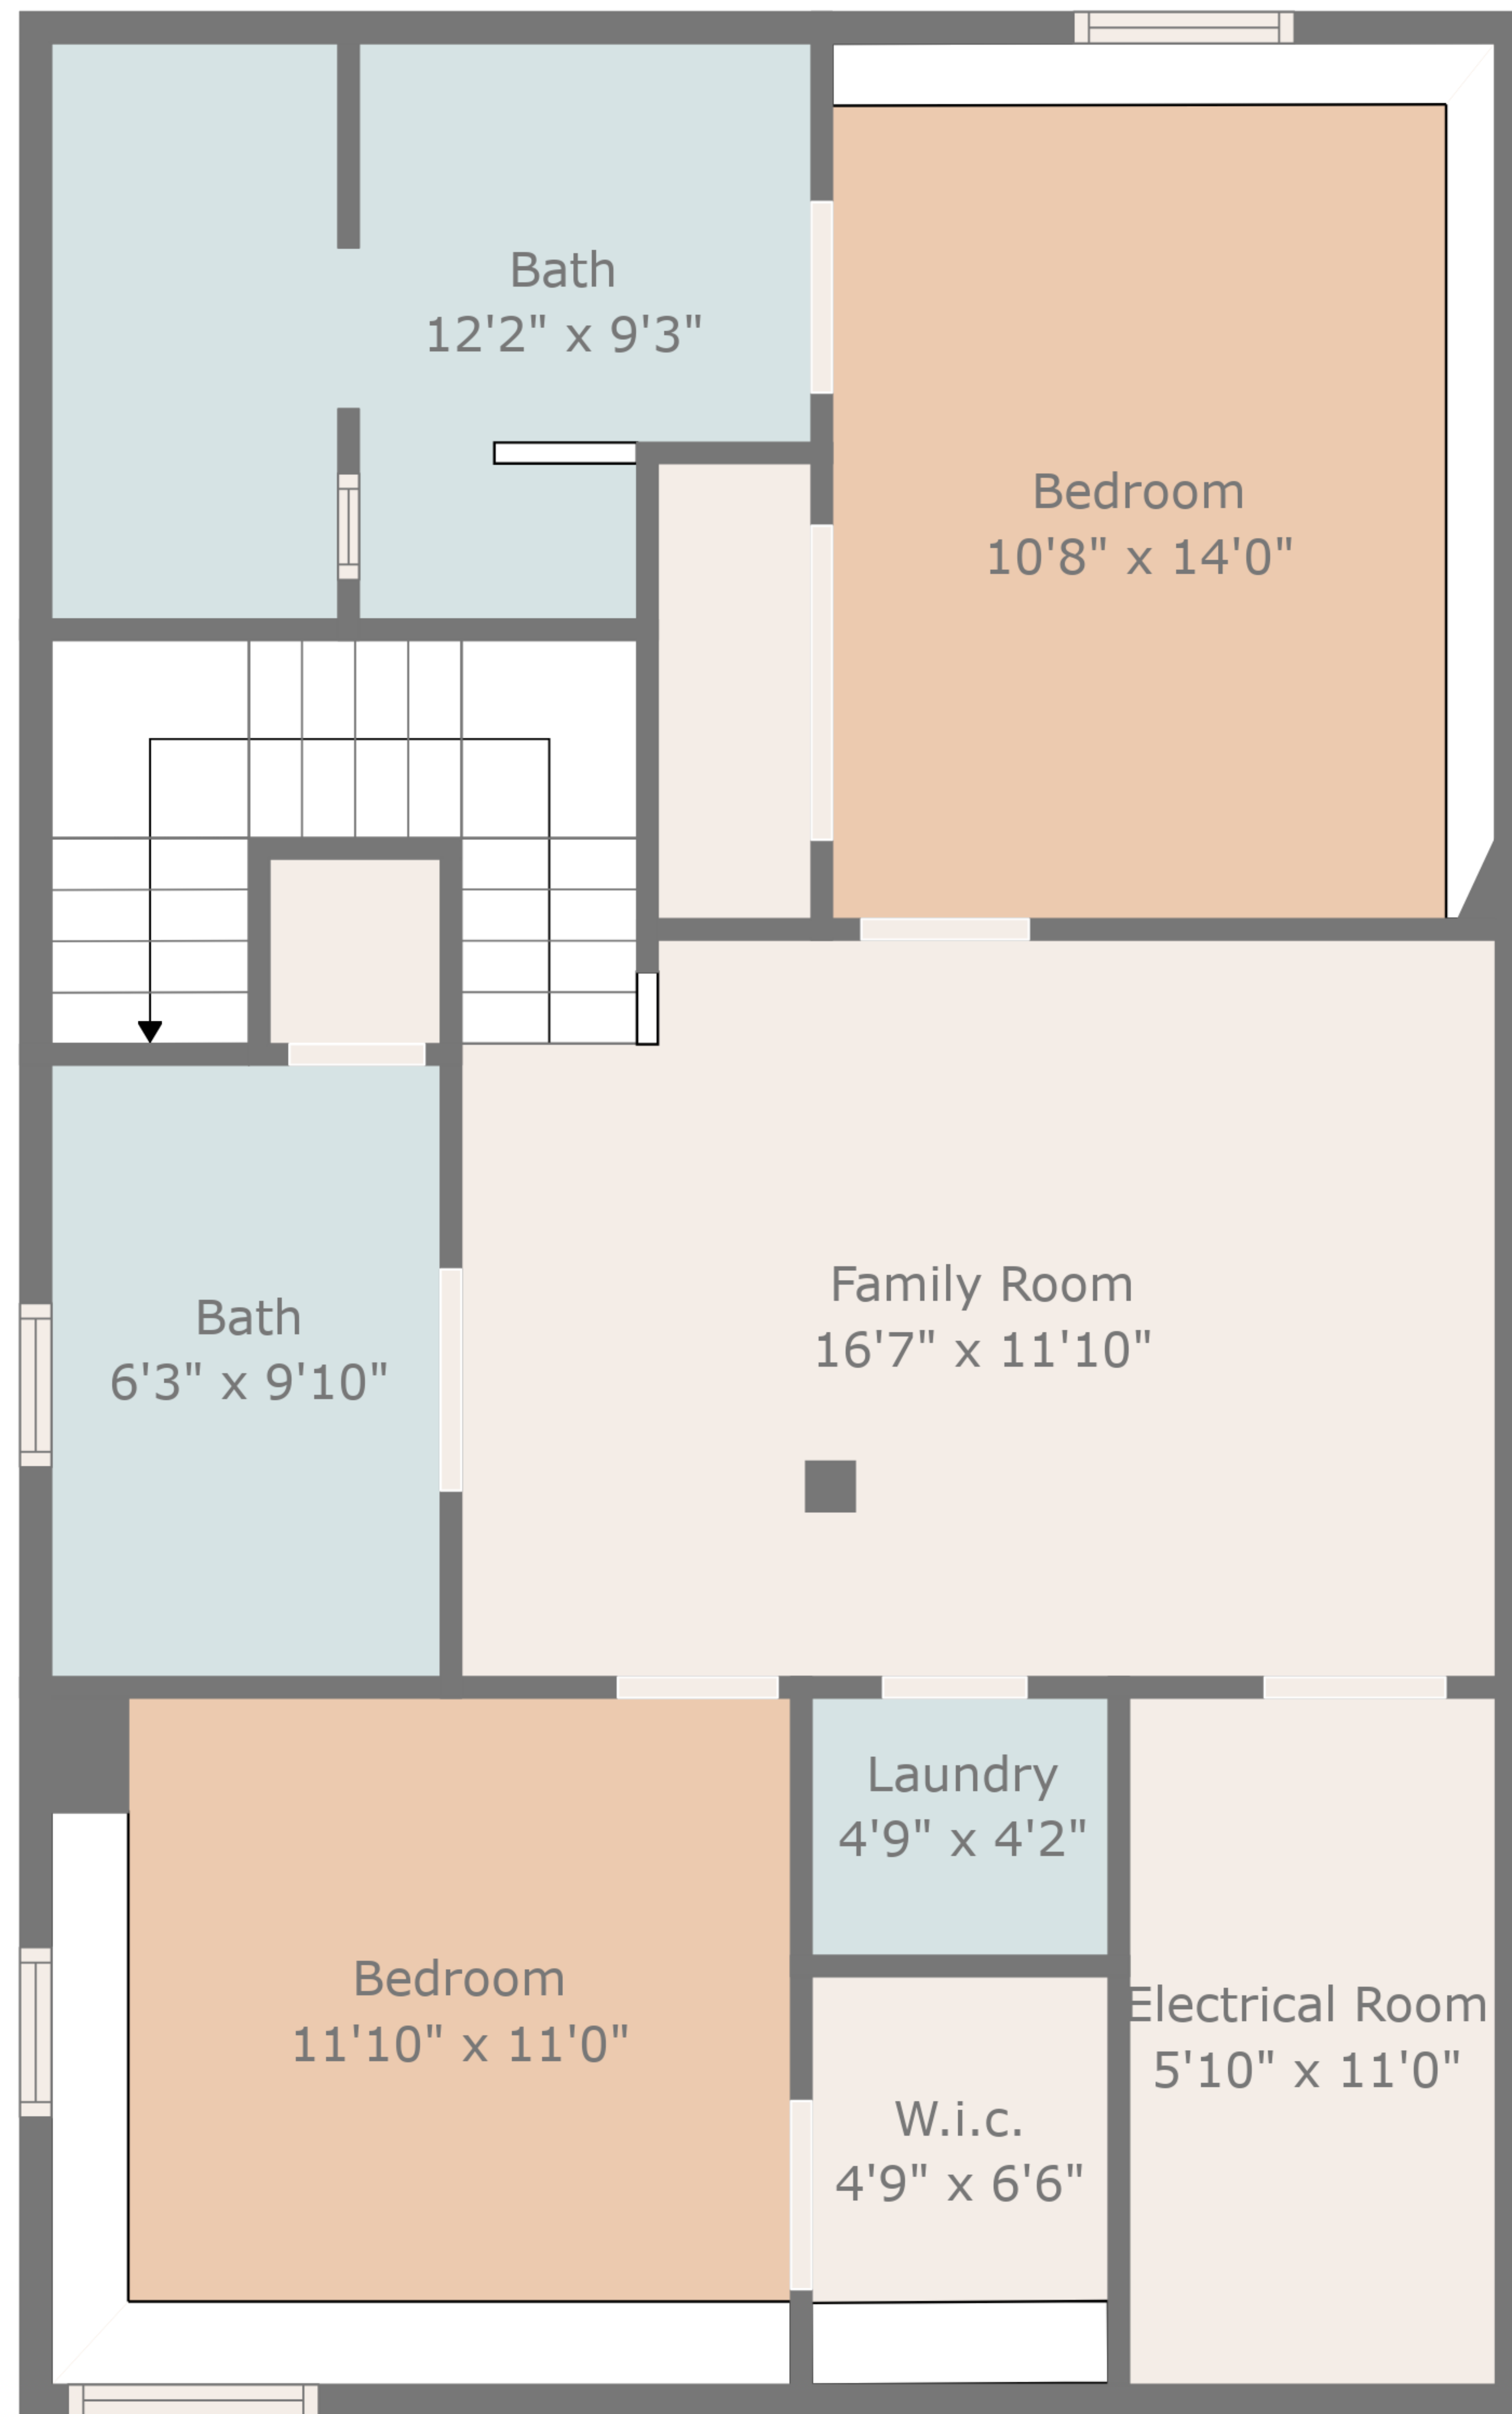 Bath
12'2" x 9'3"
Bedroom
10'8" x 14'0"
Family Room
16'7" x 11'10"
Bath
6'3" x 9'10"
Laundry
4'9" x 4'2"
Bedroom
11'10" x 11'0"
Electrical Room
5'10" x 11'0"
W.i.c.
4'9" x 6'6"